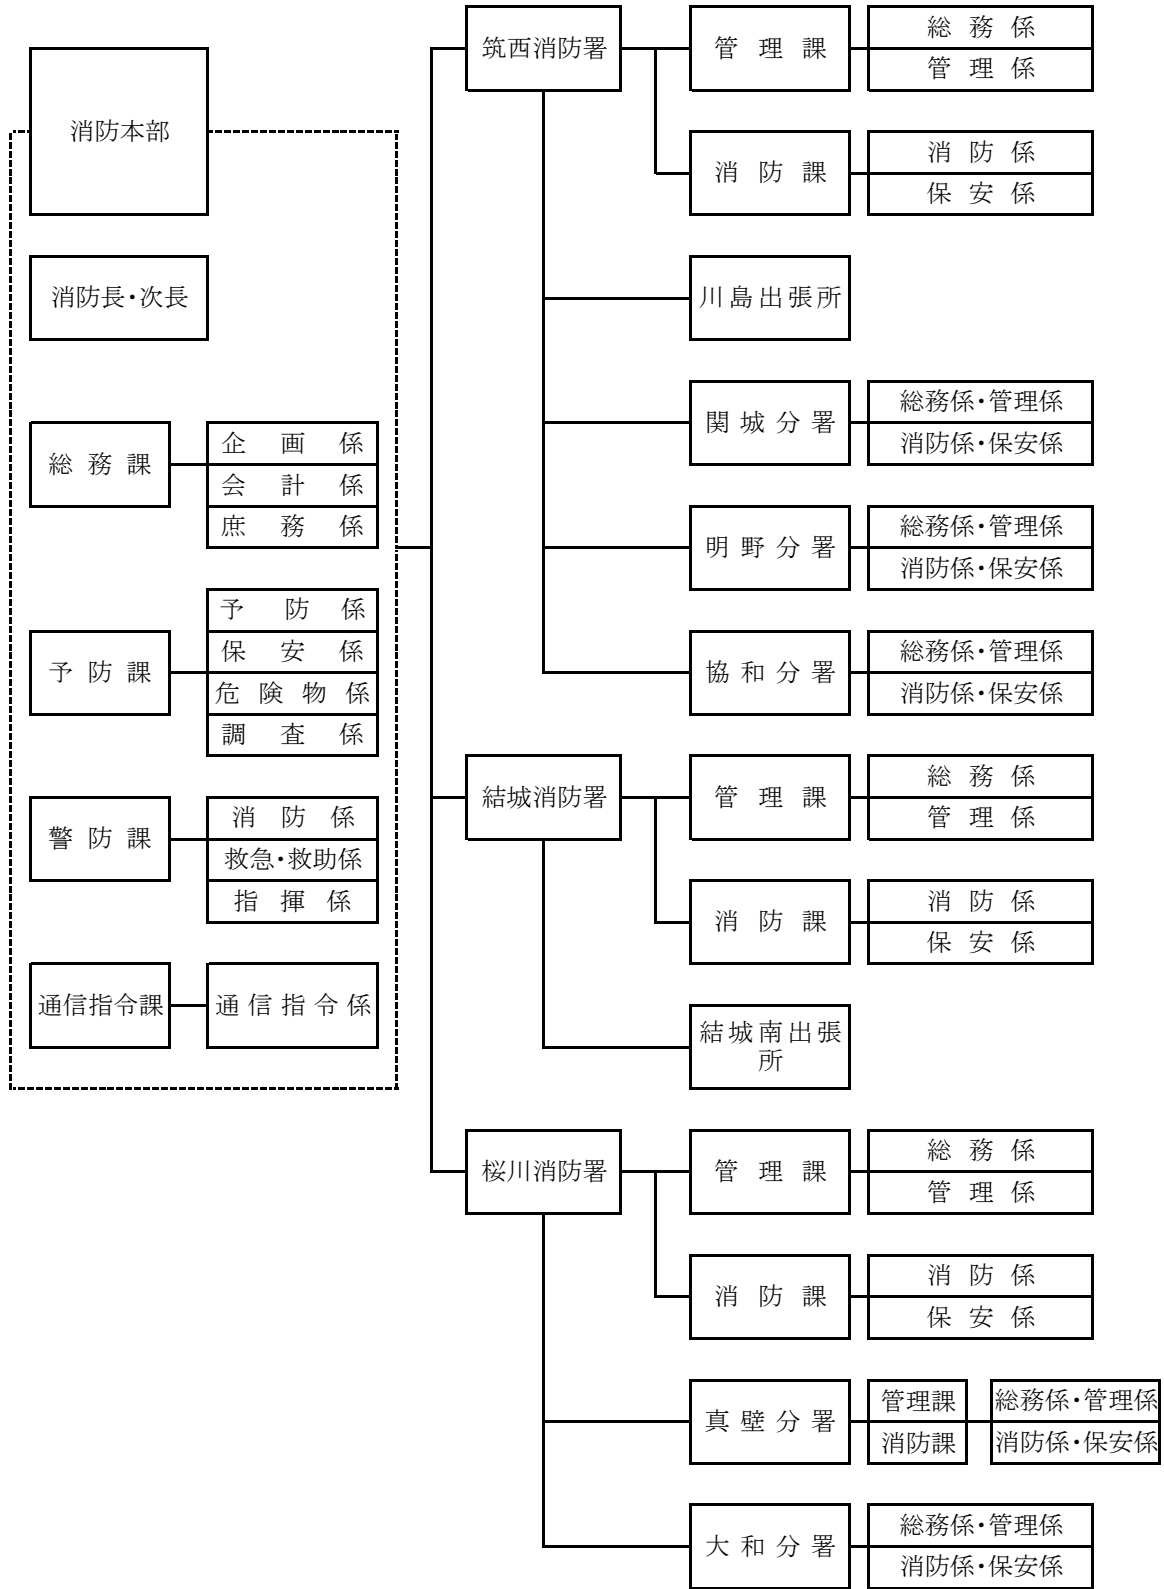 消防本部
消防長・次長
総務課
企画係
会計係
庶務係
予防課
予防係
保安係
危険物係
調査係
警防課
消防係
救急・救助係
指揮係
通信指令課
通信指令係
筑西消防署
管理課
総務係
管理係
消防課
消防係
保安係
川島出張所
関城分署
総務係・管理係
消防係・保安係
明野分署
総務係・管理係
消防係・保安係
協和分署
総務係・管理係
消防係・保安係
結城消防署
管理課
総務係
管理係
消防課
消防係
保安係
結城南出張
所
桜川消防署
管理課
総務係
管理係
消防課
消防係
保安係
真壁分署
管理課
消防課
総務係・管理係
消防係・保安係
大和分署
総務係・管理係
消防係・保安係